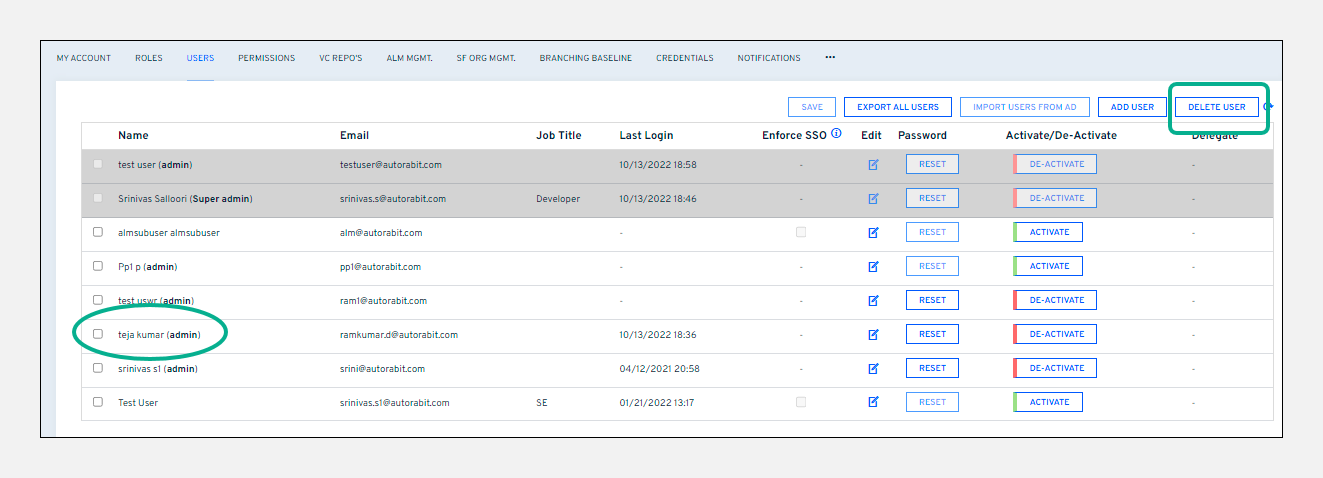 MY ACCOUNT ROLES USERS PERMISSIONS VC REPO'S ALM MGMT. SF ORG MGMT. BRANCHING BASELINE CREDENTIALS NOTIFICATIONS •••
SAVE EXPORT ALL USERS IMPORT USERS FROM AD ADD USER DELETE USER
Name Email Job Title Last Login Enforce SSO Edit Password Activate/De-Activate Delegate
test user (admin) testuser@autorabit.com 10/13/2022 18:58 - RESET DE-ACTIVATE -
Srinivas Salloori (Super admin) srinivas.s@autorabit.com Developer 10/13/2022 18:46 - RESET DE-ACTIVATE -
almsubuser almsubuser alm@autorabit.com - RESET ACTIVATE -
Pp1 p (admin) pp1@autorabit.com - - RESET ACTIVATE -
test uswr (admin) ram1@autorabit.com - - RESET DE-ACTIVATE -
teja kumar (admin) ramkumar.d@autorabit.com 10/13/2022 18:36 - RESET DE-ACTIVATE -
srinivas s1 (admin) srini@autorabit.com 04/12/2021 20:58 - RESET DE-ACTIVATE -
Test User srinivas.s1@autorabit.com SE 01/21/2022 13:17 RESET ACTIVATE -